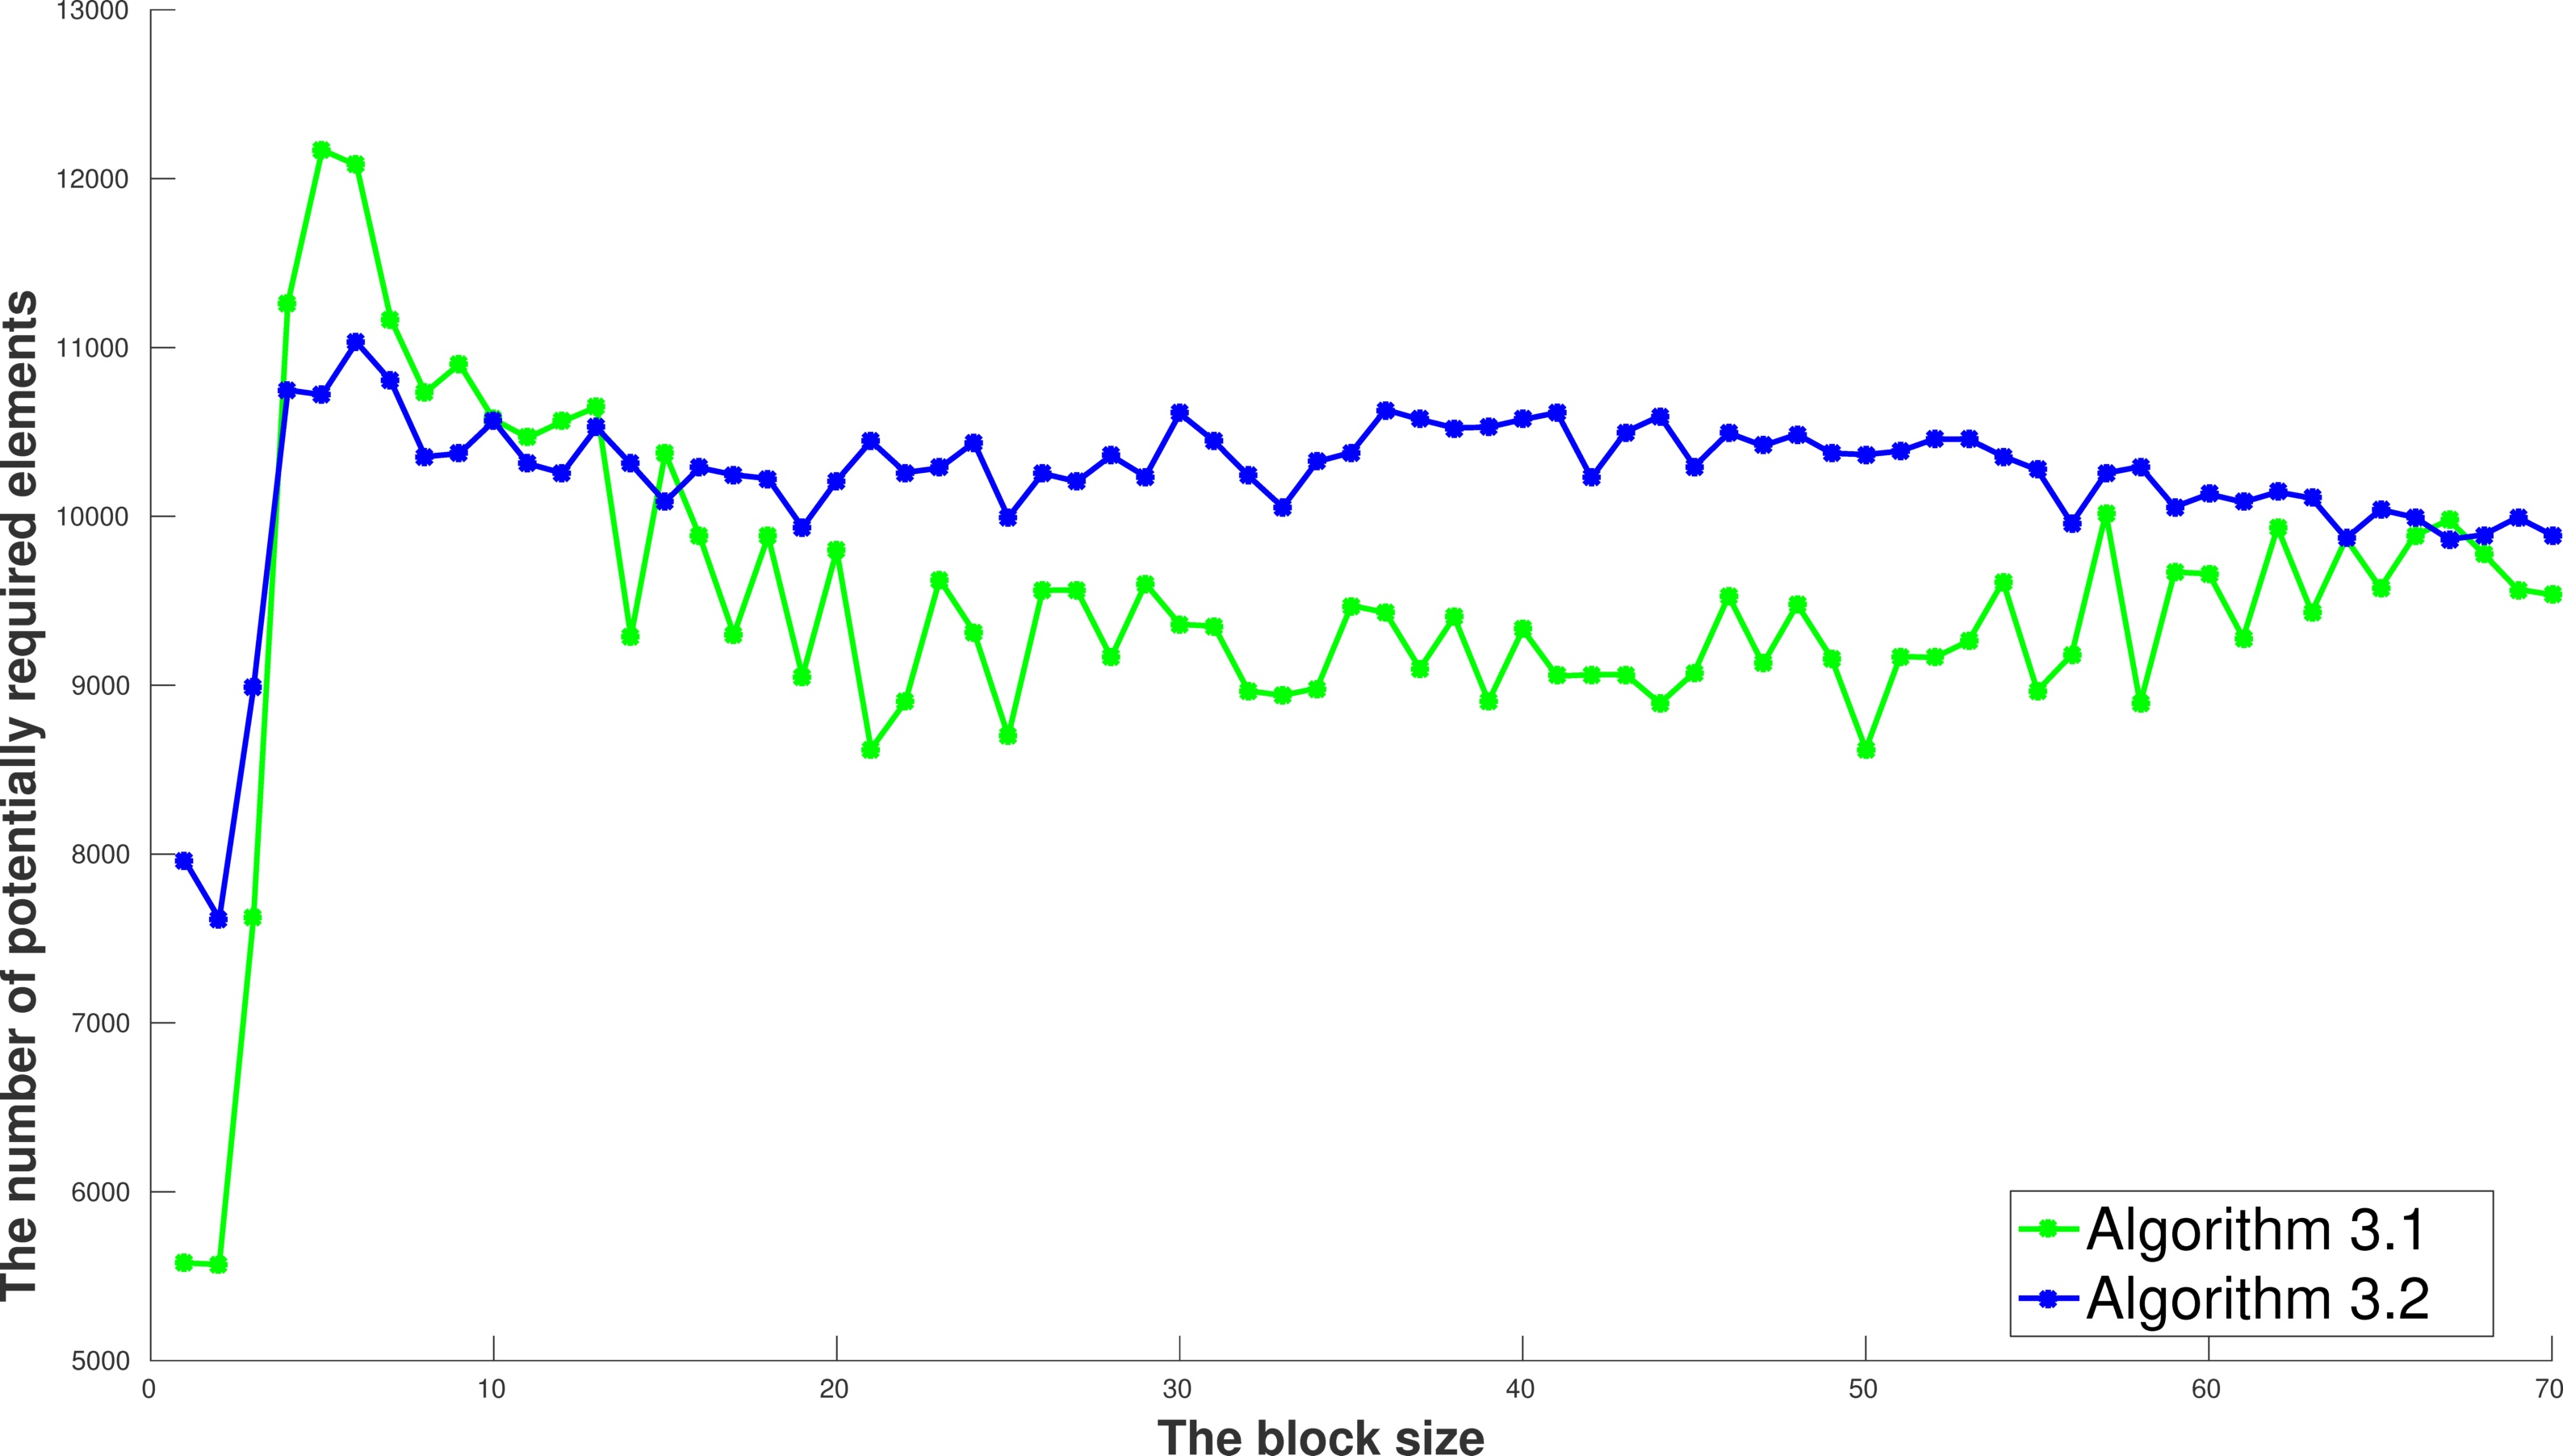 The number of potentially required elements
13000
12000
11000
10000
9000
8000
7000
6000
5000
0 10 20 30 40 50 60 70
The block size
Algorithm 3.1
Algorithm 3.2